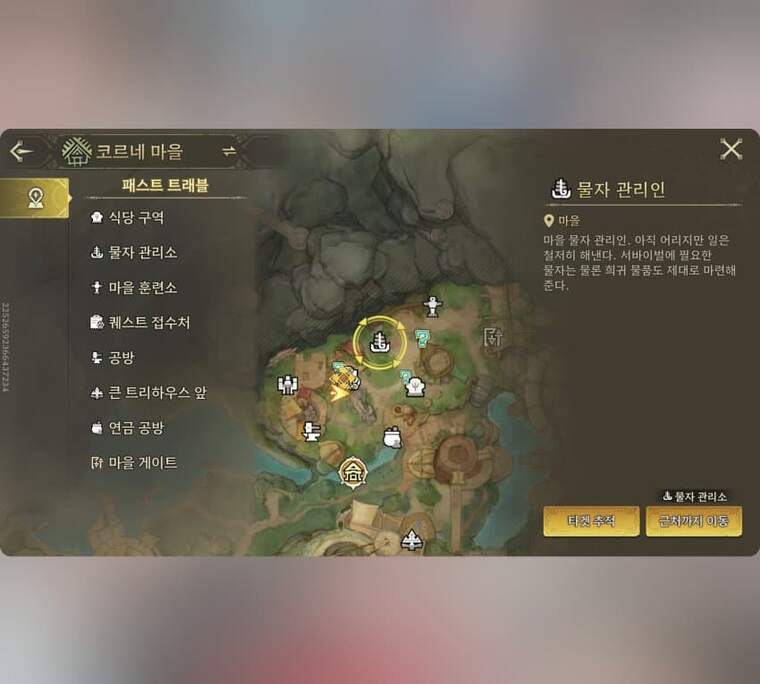 코르네 마을
패스트 트래블
식당 구역
물자 관리소
마을 훈련소
퀘스트 접수처
공방
큰 트리하우스 앞
연금 공방
마을 게이트
물자 관리인
마을
마을 물자 관리인. 아직 어리지만 일은
철저히 해낸다. 서바이벌에 필요한
물자는 물론 희귀 물품도 제대로 마련해
준다.
물자 관리소
타겟 추적
근처까지 이동